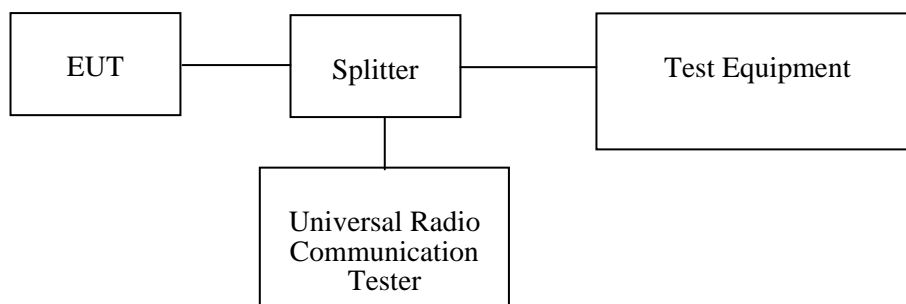 EUT
Splitter
Test Equipment
Universal Radio
Communication
Tester